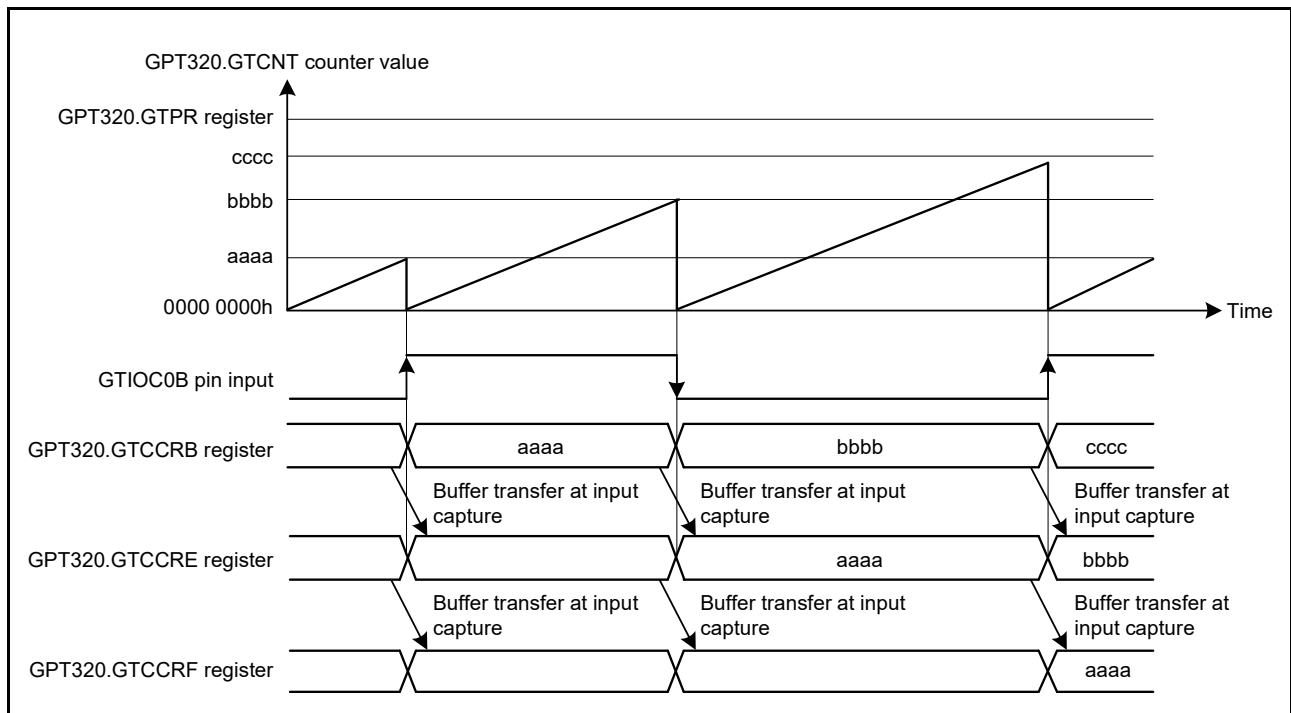 GPT320.GTCNT counter value
GPT320.GTPR register
cccc
bbbb
aaaa
0000 0000h
Time
GTIOC0B pin input
GPT320.GTCCRB register
aaaa
bbbb
cccc
Buffer transfer at input
capture
Buffer transfer at input
capture
Buffer transfer at
input capture
GPT320.GTCCRE register
aaaa
bbbb
Buffer transfer at input
capture
Buffer transfer at input
capture
Buffer transfer at
input capture
GPT320.GTCCRF register
aaaa